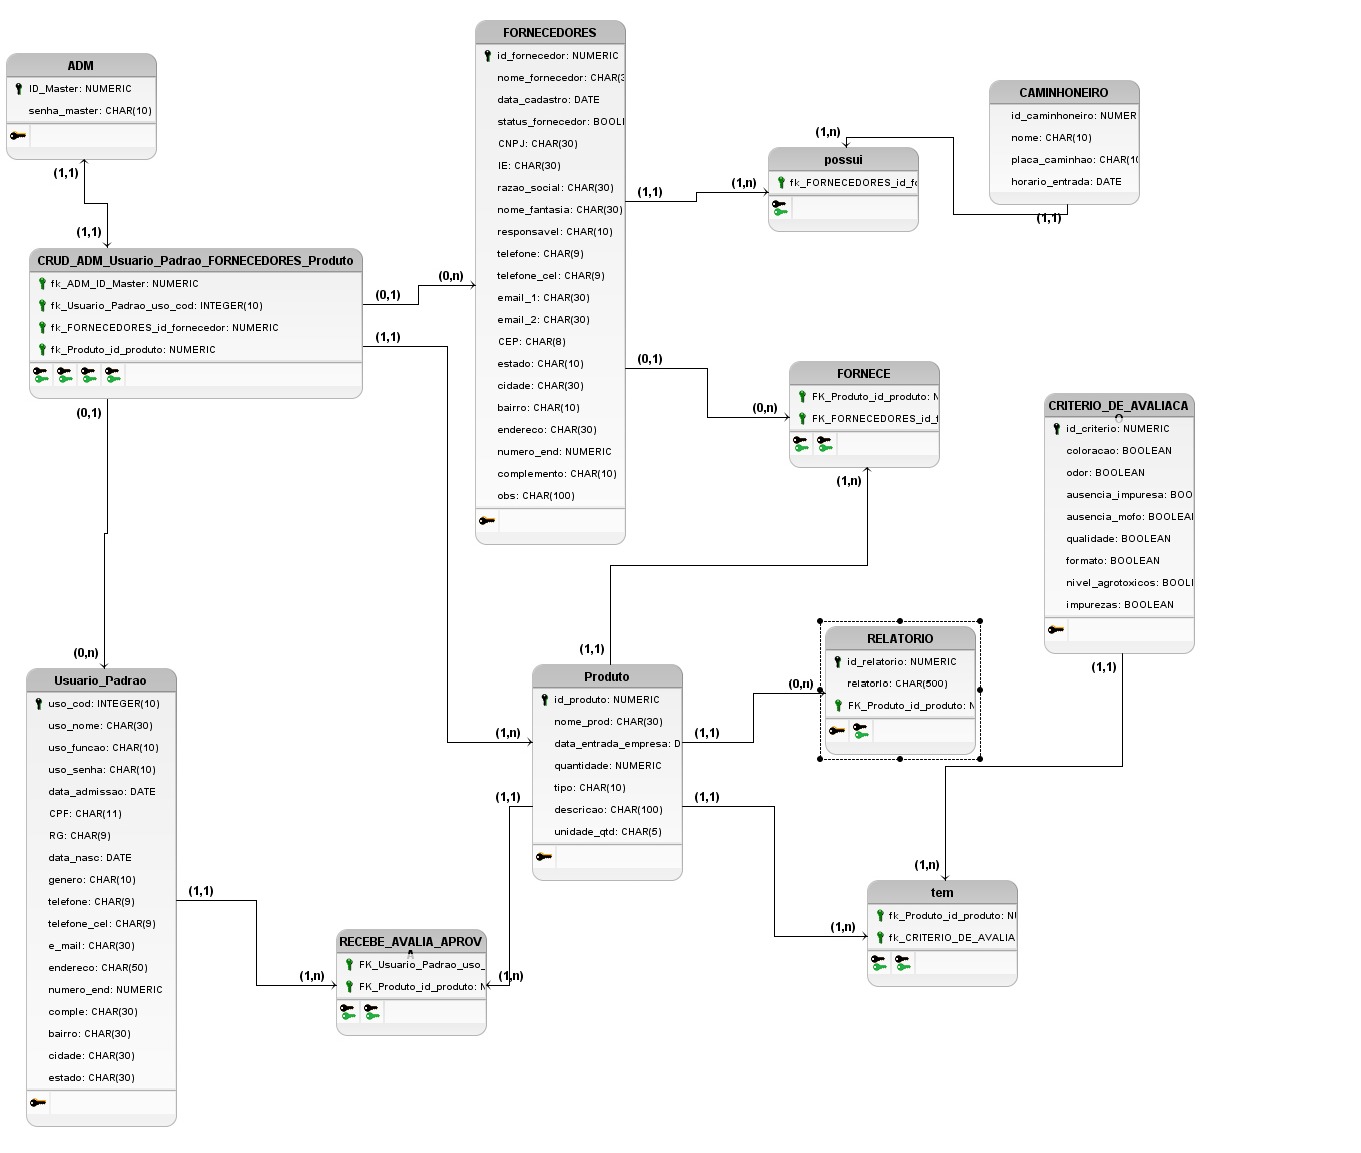 ADM
ID_Master: NUMERIC
senha_master: CHAR(10)
(1,1)
(1,1)
CRUD_ADM_Usuario_Padrao_FORNECEDORES_Produto
fk_ADM_ID_Master: NUMERIC
fk_Usuario_Padrao_uso_cod: INTEGER(10)
fk_FORNECEDORES_id_fornecedor: NUMERIC
fk_Produto_id_produto: NUMERIC
(0,1)
(0,n)
(1,1)
(0,1)
(0,n)
FORNECEDORES
id_fornecedor: NUMERIC
nome_fornecedor: CHAR(3
data_cadastro: DATE
status_fornecedor: BOOL
CNPJ: CHAR(30)
IE: CHAR(30)
razao_social: CHAR(30)
nome_fantasia: CHAR(30)
responsavel: CHAR(10)
telefone: CHAR(9)
telefone_cel: CHAR(9)
email_1: CHAR(30)
email_2: CHAR(30)
CEP: CHAR(8)
estado: CHAR(10)
cidade: CHAR(30)
bairro: CHAR(10)
endereco: CHAR(30)
numero_end: NUMERIC
complemento: CHAR(10)
obs: CHAR(100)
(1,1)
(1,n)
(0,1)
(0,n)
possui
fk_FORNECEDORES_id_fo
(1,n)
CAMINHONEIRO
id_caminhoneiro: NUMER
nome: CHAR(10)
placa_caminhao: CHAR(10
horario_entrada: DATE
(1,1)
FORNECE
FK_Produto_id_produto: N
FK_FORNECEDORES_id_f
(1,n)
CRITERIO_DE_AVALIACA
O
id_criterio: NUMERIC
coloracao: BOOLEAN
odor: BOOLEAN
ausencia_impuresa: BOO
ausencia_mofo: BOOLEA
qualidade: BOOLEAN
formato: BOOLEAN
nivel_agrotoxicos: BOOL
impurezas: BOOLEAN
(1,1)
Usuario_Padrao
uso_cod: INTEGER(10)
uso_nome: CHAR(30)
uso_funcao: CHAR(10)
uso_senha: CHAR(10)
data_admissao: DATE
CPF: CHAR(11)
RG: CHAR(9)
data_nasc: DATE
genero: CHAR(10)
telefone: CHAR(9)
telefone_cel: CHAR(9)
e_mail: CHAR(30)
endereco: CHAR(50)
numero_end: NUMERIC
comple: CHAR(30)
bairro: CHAR(30)
cidade: CHAR(30)
estado: CHAR(30)
(1,1)
(1,n)
RECEBE_AVALIA_APROV
A
FK_Usuario_Padrao_uso_
FK_Produto_id_produto: N
(1,n)
(1,1)
(1,n)
(1,1)
Produto
id_produto: NUMERIC
nome_prod: CHAR(30)
data_entrada_empresa: D
quantidade: NUMERIC
tipo: CHAR(10)
descricao: CHAR(100)
unidade_qtd: CHAR(5)
(1,1)
(0,n)
(1,1)
(1,n)
RELATORIO
id_relatorio: NUMERIC
relatorio: CHAR(500)
FK_Produto_id_produto: N
(1,n)
tem
fk_Produto_id_produto: NU
fk_CRITERIO_DE_AVALIA